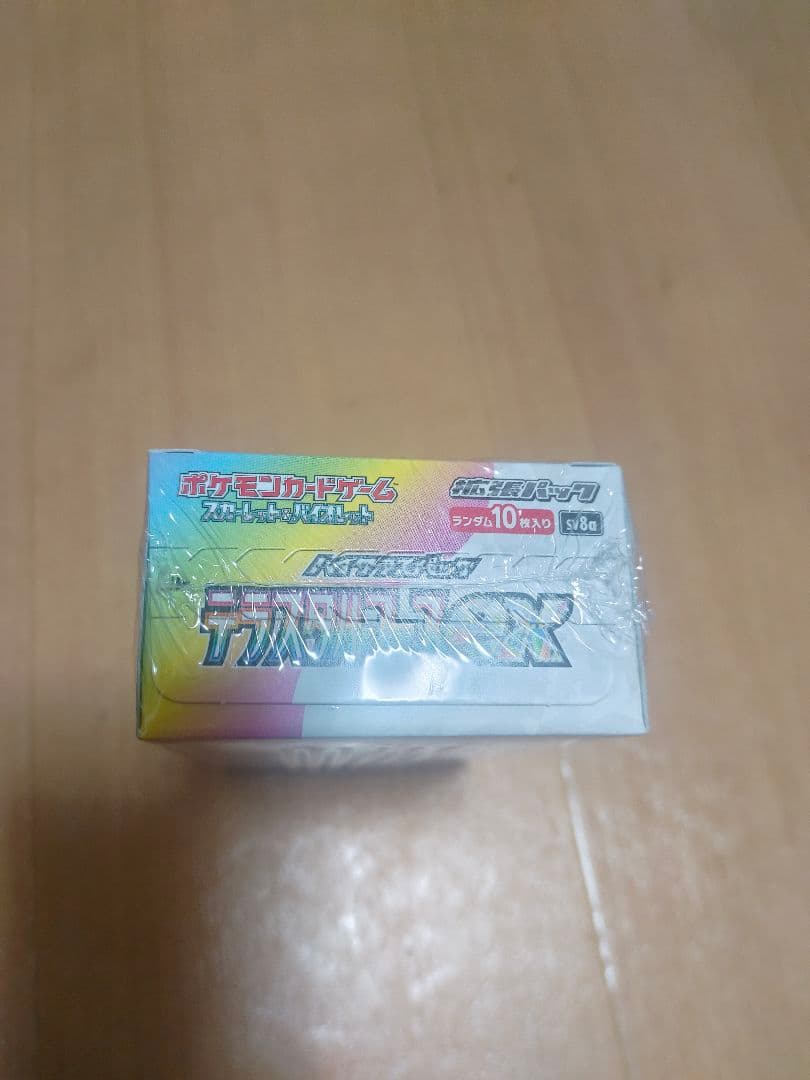 ポケモンカードゲーム
スカーレット&バイオレット
拡張パック
ランダム10枚入り
sv8a
ハイクラスパック
テラスタルフェスex